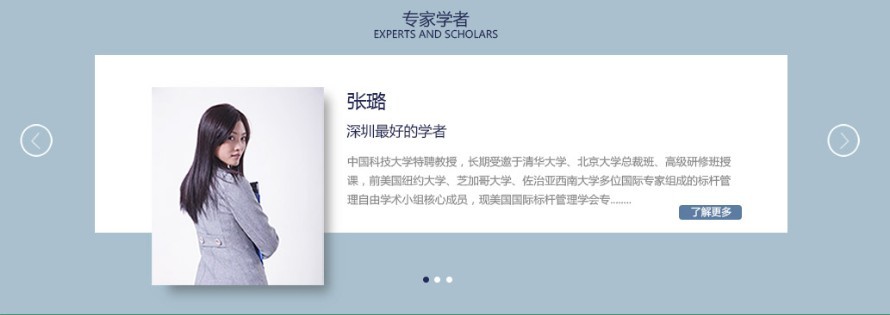 专家学者
EXPERTS AND SCHOLARS
张璐
深圳最好的学者
中国科技大学特聘教授，长期受邀于清华大学、北京大学总裁班、高级研修班授
课，前美国纽约大学、芝加哥大学、佐治亚西南大学多位国际专家组成的标杆管
理自由学术小组核心成员，现美国国际标杆管理学会专........
了解更多